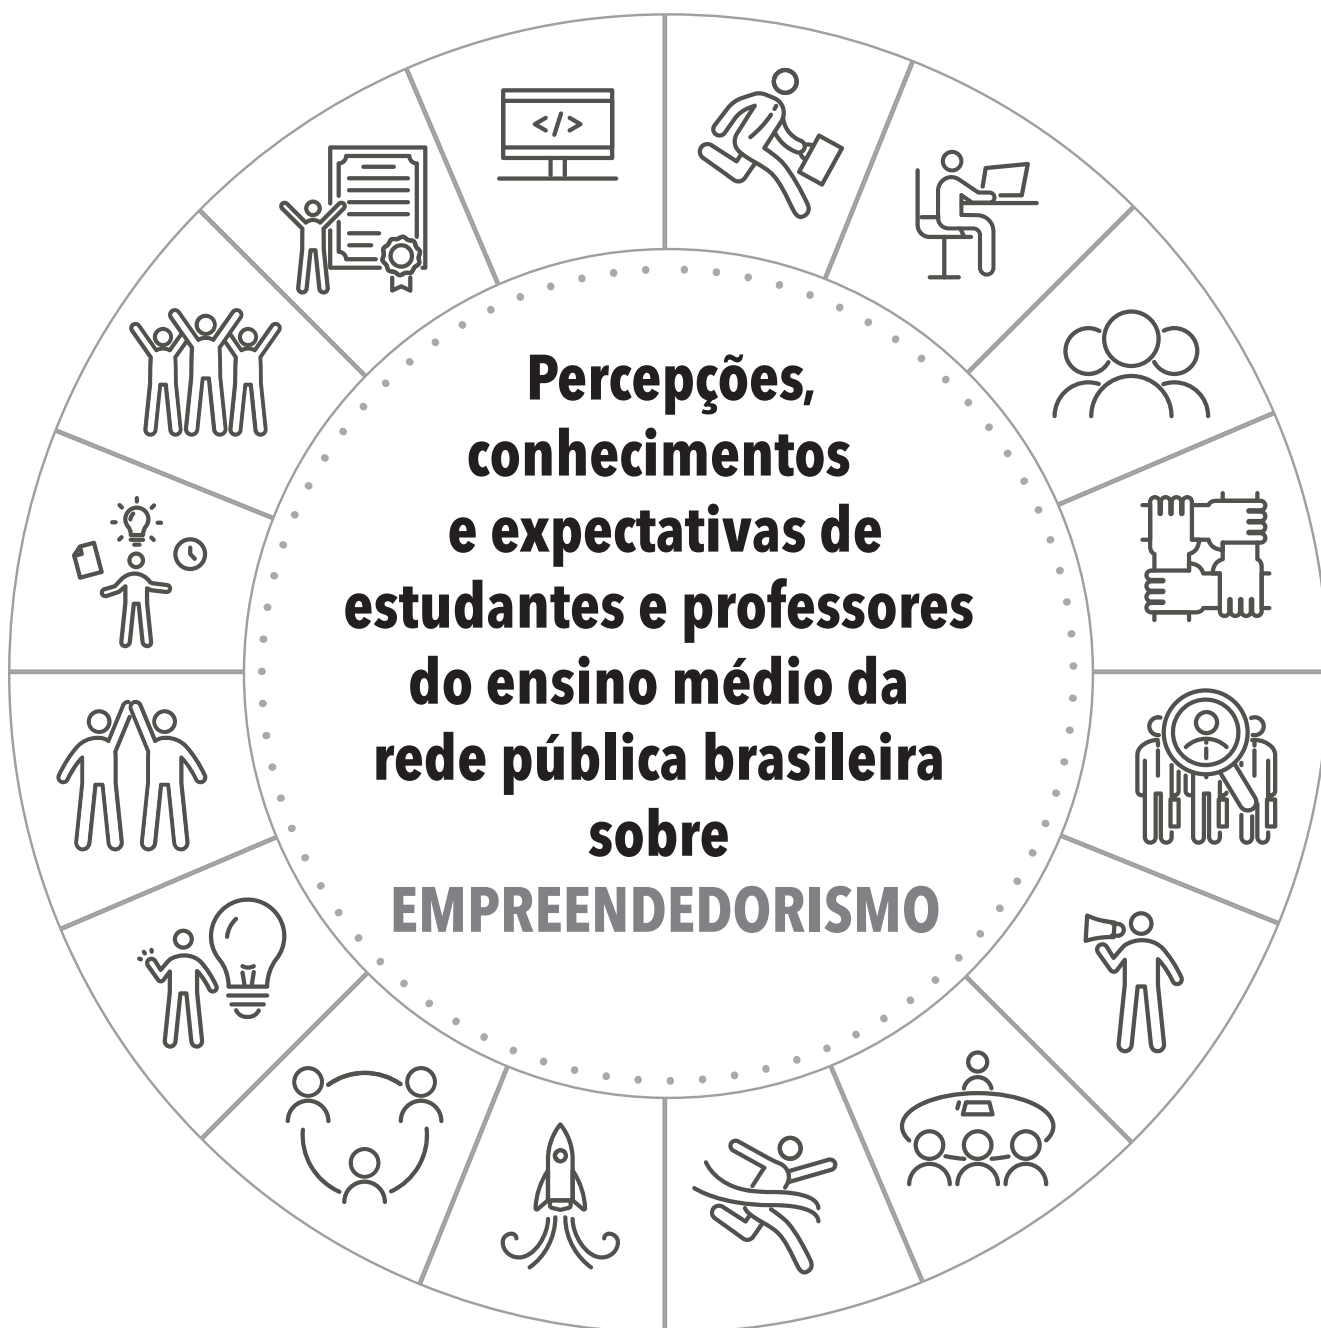 </>
Percepções,
conhecimentos
e expectativas de
estudantes e professores
do ensino médio da
rede pública brasileira
sobre
EMPREENDEDORISMO